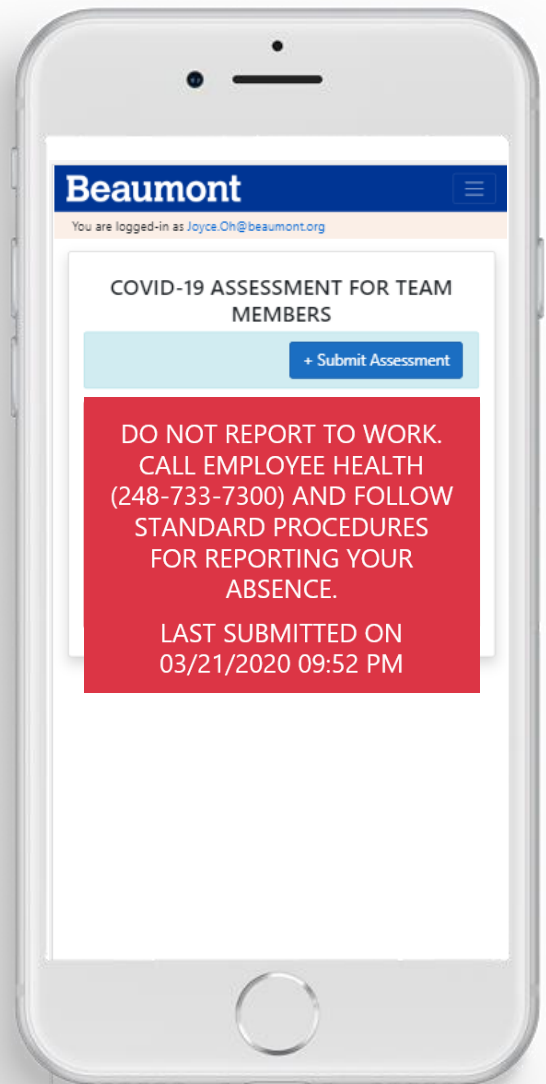 Beaumont
You are logged-in as Joyce.Oh@beaumont.org
COVID-19 ASSESSMENT FOR TEAM
MEMBERS
+ Submit Assessment
DO NOT REPORT TO WORK.
CALL EMPLOYEE HEALTH
(248-733-7300) AND FOLLOW
STANDARD PROCEDURES
FOR REPORTING YOUR
ABSENCE.
LAST SUBMITTED ON
03/21/2020 09:52 PM